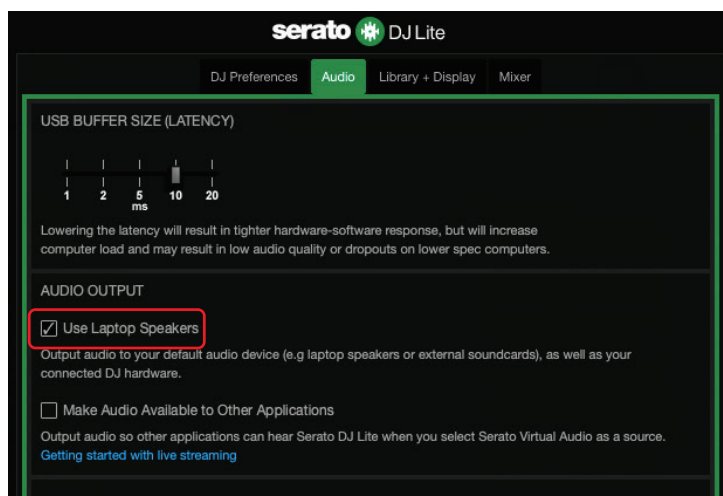 serato DJ Lite
DJ Preferences Audio Library + Display Mixer
USB BUFFER SIZE (LATENCY)
1 2 5 10 20
ms
Lowering the latency will result in tighter hardware-software response, but will increase
computer load and may result in low audio quality or dropouts on lower spec computers.
AUDIO OUTPUT
Use Laptop Speakers
Output audio to your default audio device (e.g laptop speakers or external soundcards), as well as your
connected DJ hardware.
Make Audio Available to Other Applications
Output audio so other applications can hear Serato DJ Lite when you select Serato Virtual Audio as a source.
Getting started with live streaming